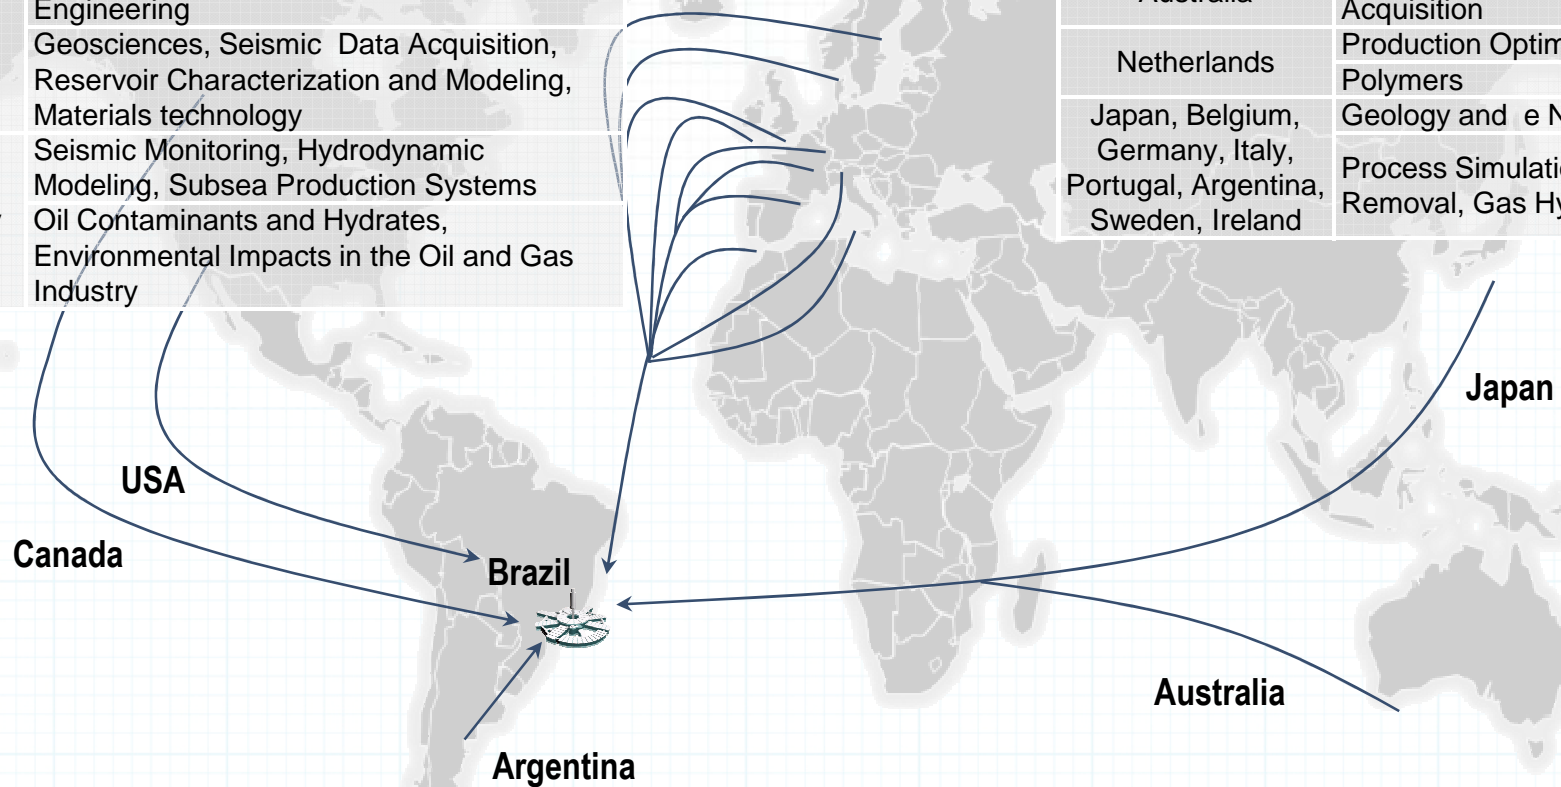 Engineering
Geosciences, Seismic Data Acquisition,
Reservoir Characterization and Modeling,
Materials technology
Seismic Monitoring, Hydrodynamic
Modeling, Subsea Production Systems
Oil Contaminants and Hydrates,
Environmental Impacts in the Oil and Gas
Industry
Acquisition
Netherlands
Production Optim
Polymers
Japan, Belgium,
Germany, Italy,
Portugal, Argentina,
Sweden, Ireland
Geology and e N
Process Simulatio
Removal, Gas Hy
Japan
USA
Canada
Brazil
Australia
Argentina